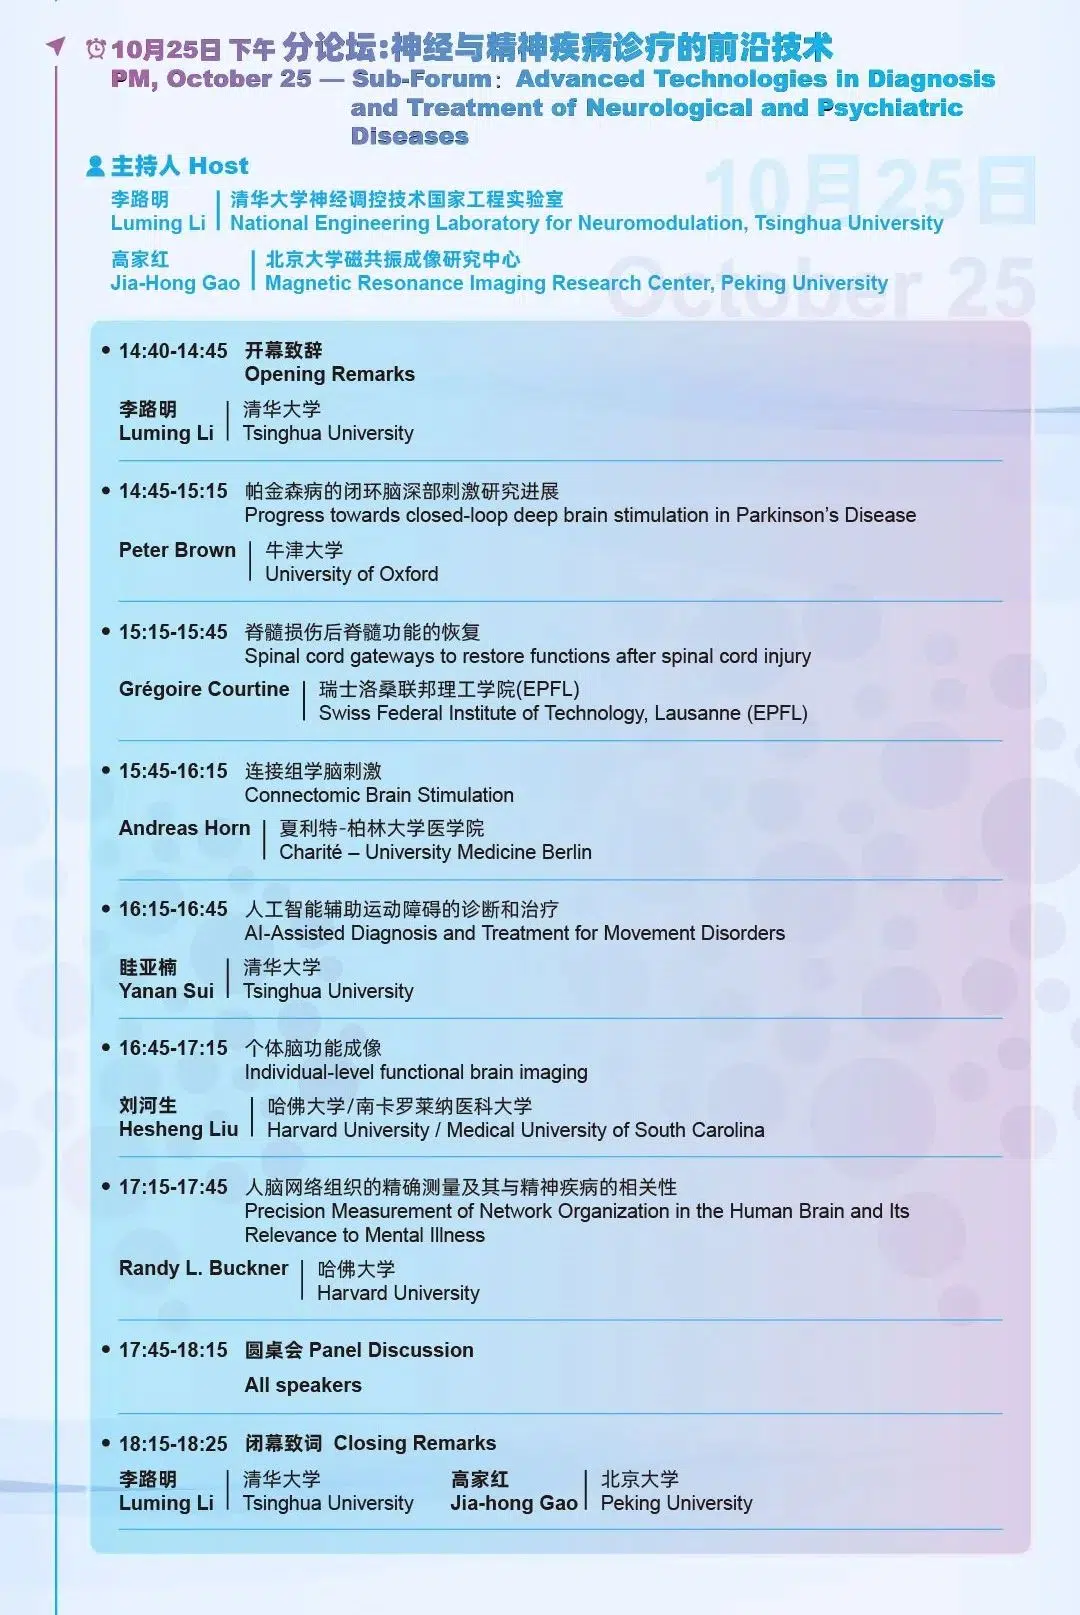 10月25日 下午 分论坛:神经与精神疾病诊疗的前沿技术
PM, October 25 — Sub-Forum: Advanced Technologies in Diagnosis
and Treatment of Neurological and Psychiatric
Diseases
主持人 Host
10月25日
李路明 清华大学神经调控技术国家工程实验室
Luming Li National Engineering Laboratory for Neuromodulation, Tsinghua University
October 25
高家红 北京大学磁共振成像研究中心
Jia-Hong Gao Magnetic Resonance Imaging Research Center, Peking University
• 14:40-14:45 开幕致辞
Opening Remarks
李路明 清华大学
Luming Li Tsinghua University
• 14:45-15:15 帕金森病的闭环脑深部刺激研究进展
Progress towards closed-loop deep brain stimulation in Parkinson's Disease
Peter Brown 牛津大学
University of Oxford
• 15:15-15:45 脊髓损伤后脊髓功能的恢复
Spinal cord gateways to restore functions after spinal cord injury
Grégoire Courtine 瑞士洛桑联邦理工学院(EPFL)
Swiss Federal Institute of Technology, Lausanne (EPFL)
• 15:45-16:15 连接组学脑刺激
Connectomic Brain Stimulation
Andreas Horn 夏利特-柏林大学医学院
Charité – University Medicine Berlin
• 16:15-16:45 人工智能辅助运动障碍的诊断和治疗
AI-Assisted Diagnosis and Treatment for Movement Disorders
眭亚楠 清华大学
Yanan Sui Tsinghua University
• 16:45-17:15 个体脑功能成像
Individual-level functional brain imaging
刘河生 哈佛大学/南卡罗莱纳医科大学
Hesheng Liu Harvard University / Medical University of South Carolina
• 17:15-17:45 人脑网络组织的精确测量及其与精神疾病的相关性
Precision Measurement of Network Organization in the Human Brain and Its
Relevance to Mental Illness
Randy L. Buckner 哈佛大学
Harvard University
• 17:45-18:15 圆桌会 Panel Discussion
All speakers
• 18:15-18:25 闭幕致词 Closing Remarks
李路明 清华大学 高家红 北京大学
Luming Li Tsinghua University Jia-hong Gao Peking University